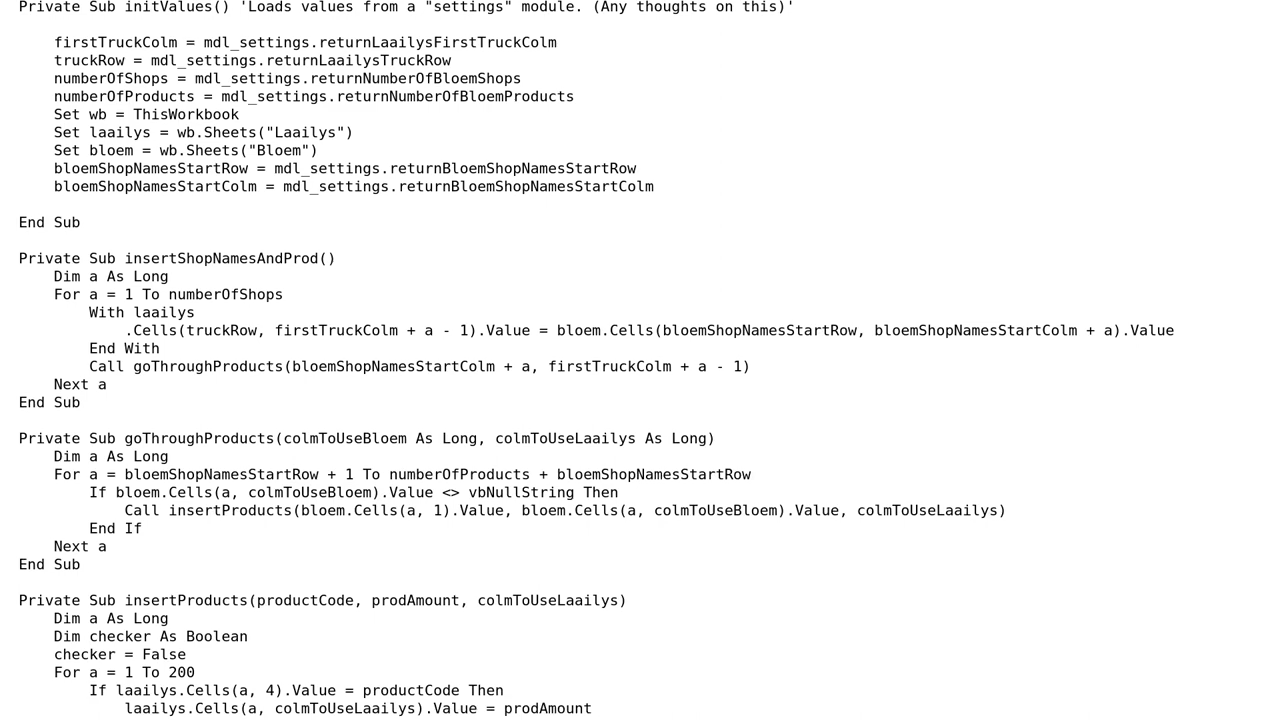 Private Sub initValues() 'Loads values from a "settings" module. (Any thoughts on this)'

    firstTruckColm = mdl_settings.returnLaailysFirstTruckColm
    truckRow = mdl_settings.returnLaailysTruckRow
    numberOfShops = mdl_settings.returnNumberOfBloemShops
    numberOfProducts = mdl_settings.returnNumberOfBloemProducts
    Set wb = ThisWorkbook
    Set laailys = wb.Sheets("Laailys")
    Set bloem = wb.Sheets("Bloem")
    bloemShopNamesStartRow = mdl_settings.returnBloemShopNamesStartRow
    bloemShopNamesStartColm = mdl_settings.returnBloemShopNamesStartColm

End Sub

Private Sub insertShopNamesAndProd()
    Dim a As Long
    For a = 1 To numberOfShops
        With laailys
            .Cells(truckRow, firstTruckColm + a - 1).Value = bloem.Cells(bloemShopNamesStartRow, bloemShopNamesStartColm + a).Value
        End With
        Call goThroughProducts(bloemShopNamesStartColm + a, firstTruckColm + a - 1)
    Next a
End Sub

Private Sub goThroughProducts(colmToUseBloem As Long, colmToUseLaailys As Long)
    Dim a As Long
    For a = bloemShopNamesStartRow + 1 To numberOfProducts + bloemShopNamesStartRow
        If bloem.Cells(a, colmToUseBloem).Value <> vbNullString Then
            Call insertProducts(bloem.Cells(a, 1).Value, bloem.Cells(a, colmToUseBloem).Value, colmToUseLaailys)
        End If
    Next a
End Sub

Private Sub insertProducts(productCode, prodAmount, colmToUseLaailys)
    Dim a As Long
    Dim checker As Boolean
    checker = False
    For a = 1 To 200
        If laailys.Cells(a, 4).Value = productCode Then
            laailys.Cells(a, colmToUseLaailys).Value = prodAmount